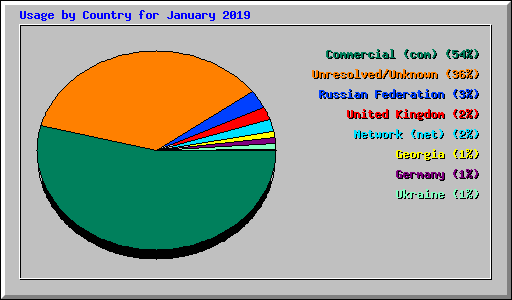 Usage by Country for January 2019
Commercial (com) (54%)
Unresolved/Unknown (36%)
Russian Federation (3%)
United Kingdom (2%)
Network (net) (2%)
Georgia (1%)
Germany (1%)
Ukraine (1%)